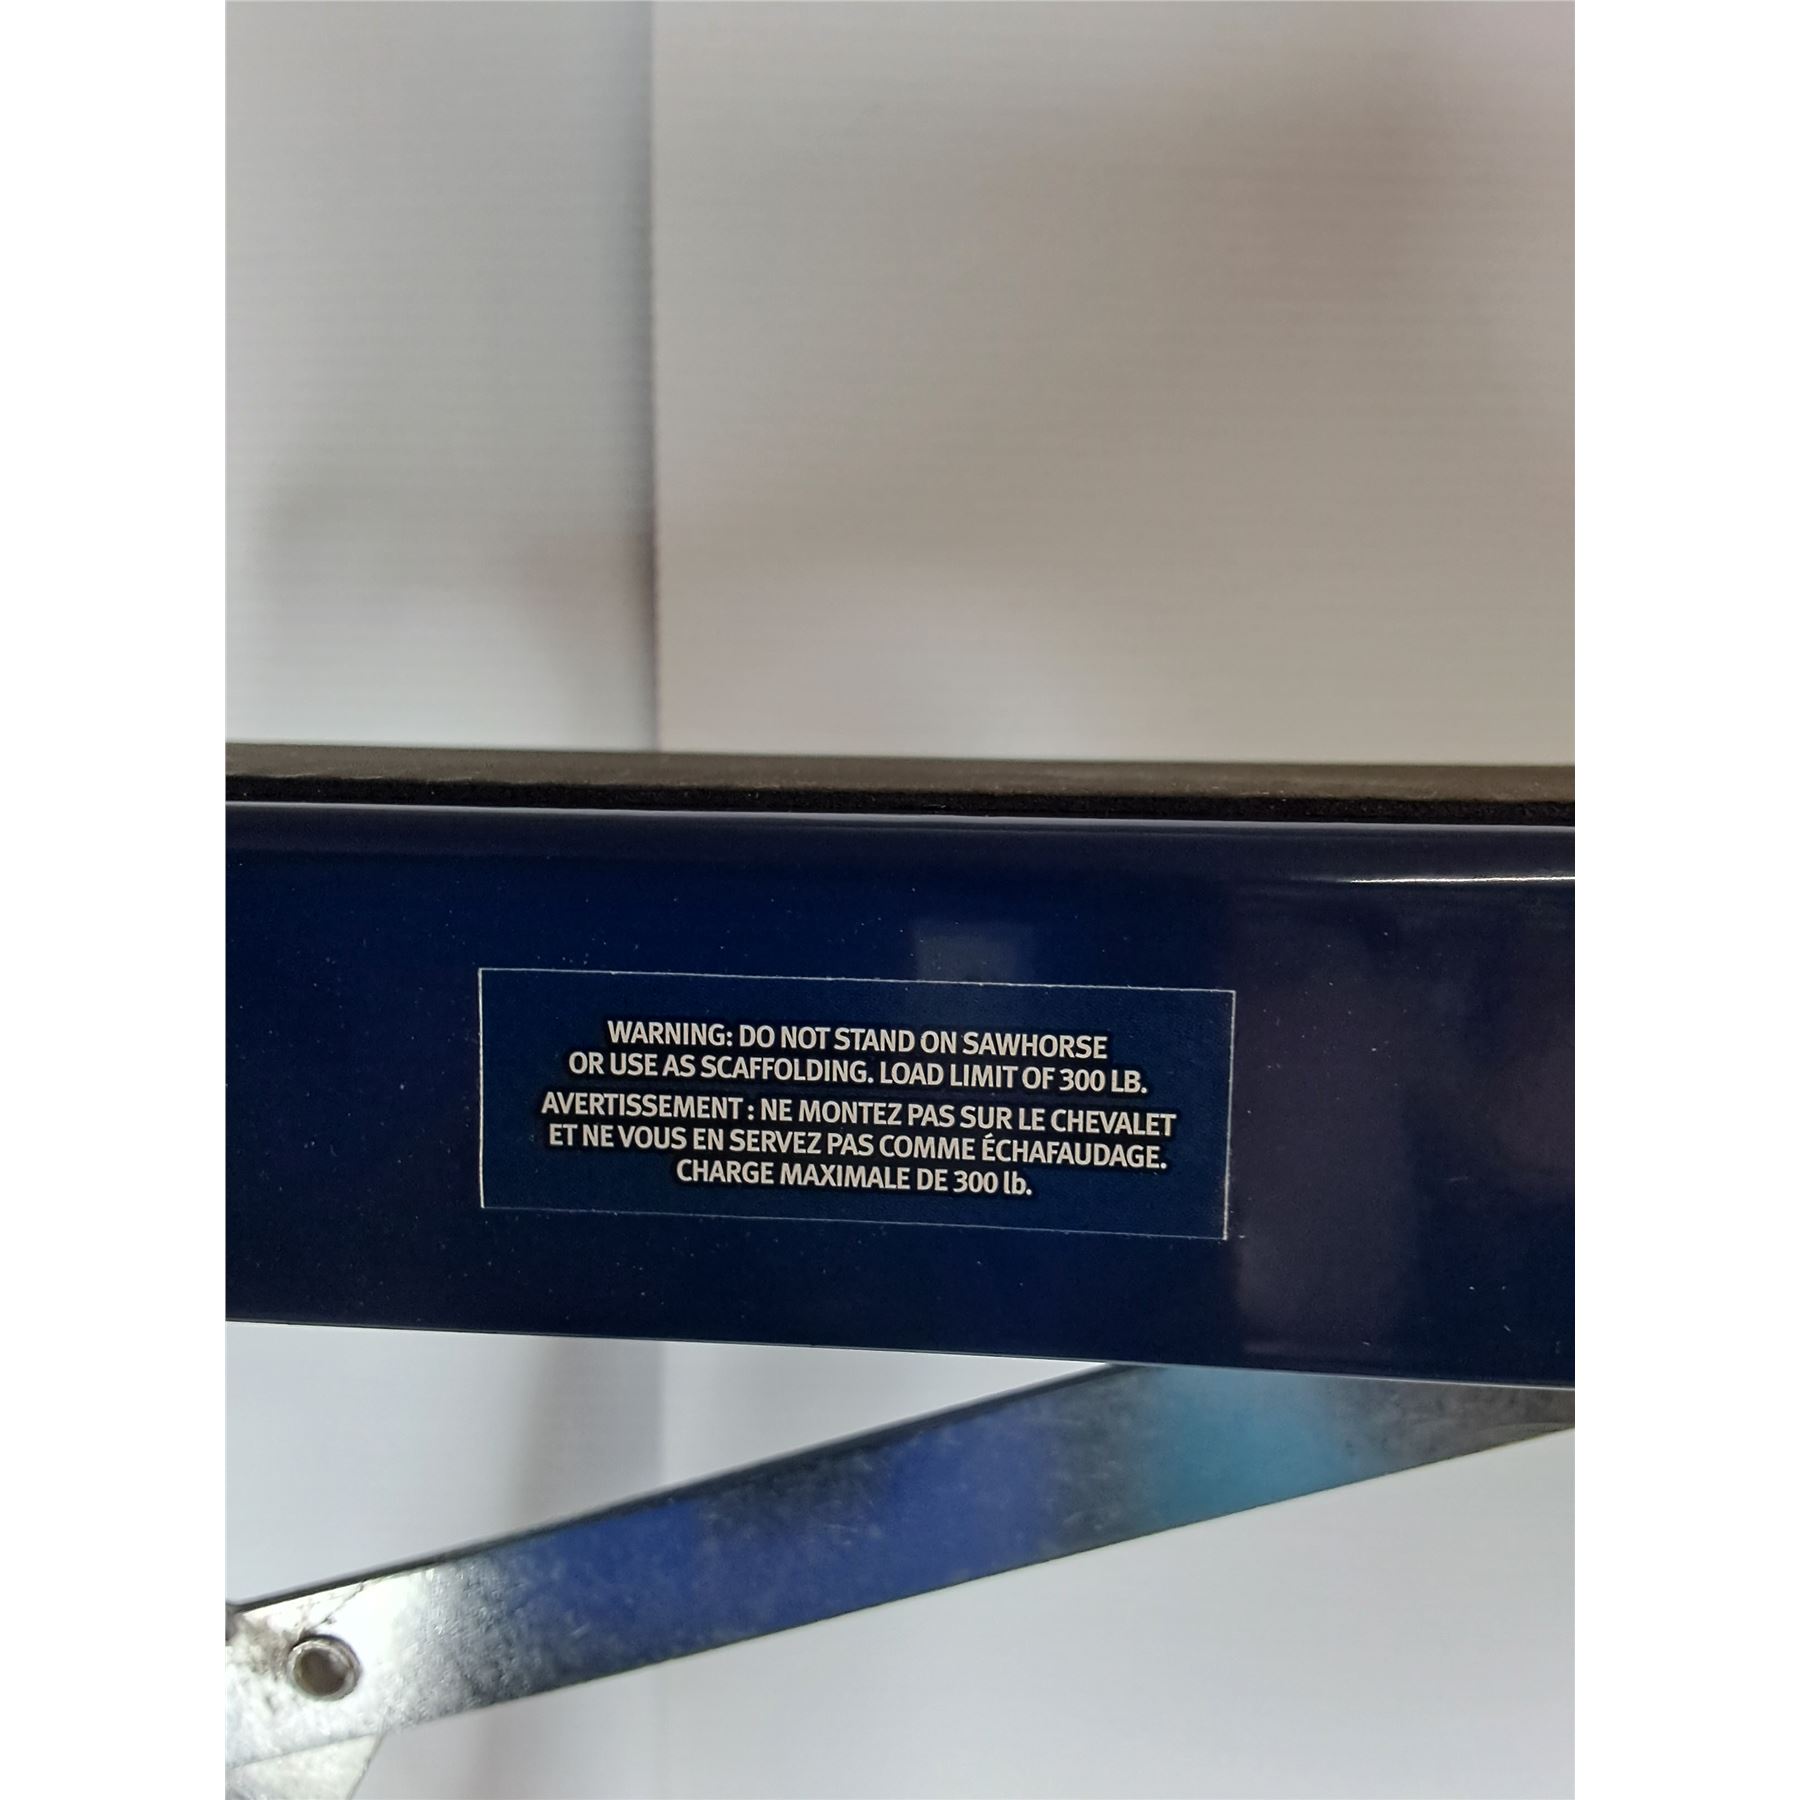 WARNING: DO NOT STAND ON SAWHORSE
OR USE AS SCAFFOLDING. LOAD LIMIT OF 300 LB.
AVERTISSEMENT : NE MONTEZ PAS SUR LE CHEVALET
ET NE VOUS EN SERVEZ PAS COMME ÉCHAFAUDAGE.
CHARGE MAXIMALE DE 300 lb.